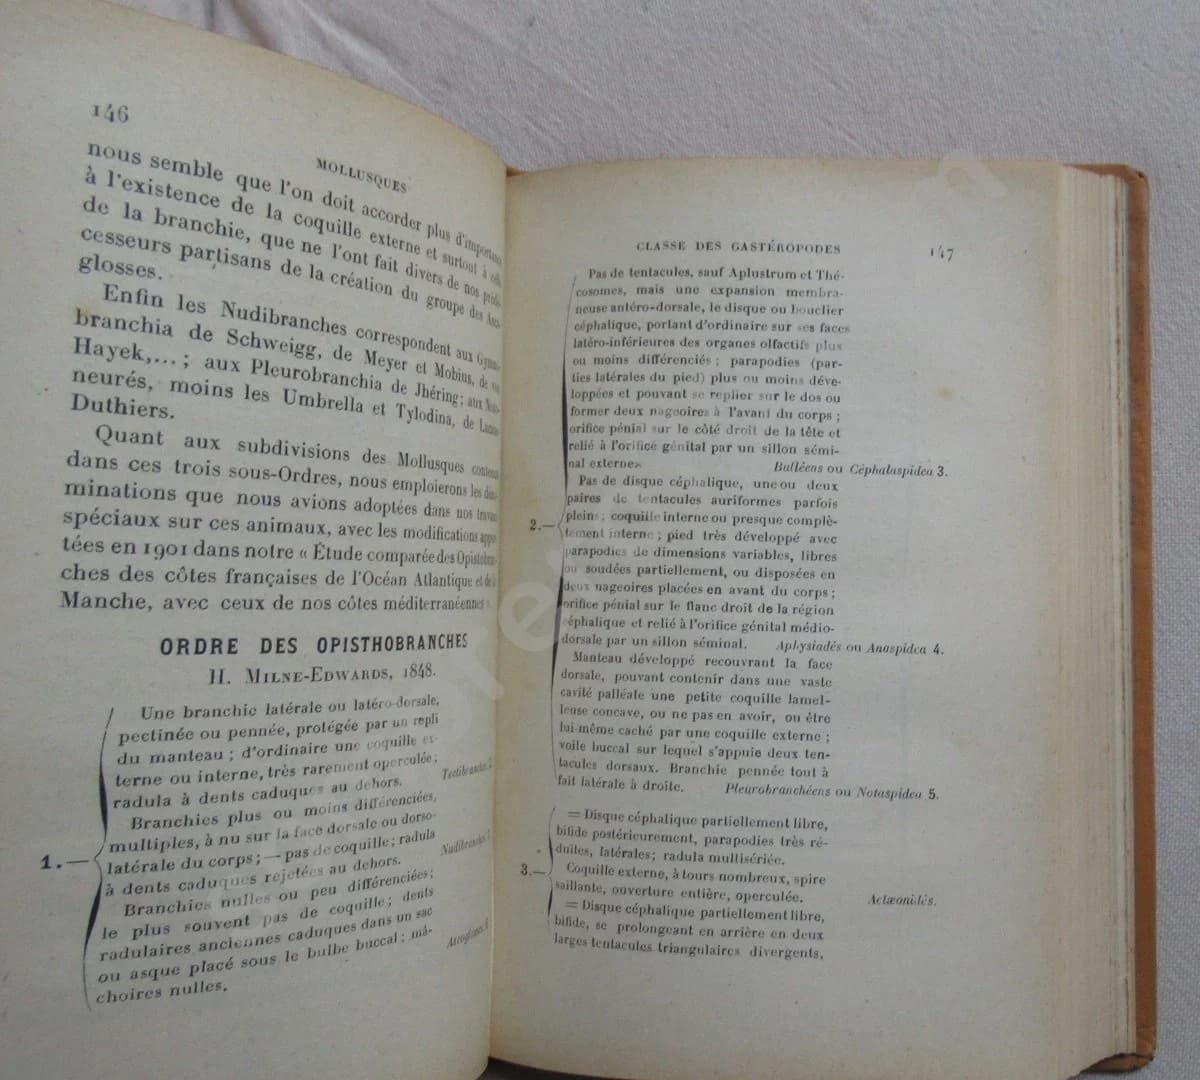 146
MOLLUSQUES
nous semble que l'on doit accorder plus d'importance
à l'existence de la coquille externe et surtout à celle
de la branchie, que ne l'ont fait divers de nos prédé-
cesseurs partisans de la création du groupe des
glosses.
Enfin les Nudibranches correspondent aux
branchia de Schweigg, de Meyer et Mobius, de
Hayek,...; aux Pleurobranchia de Jhéring; aux
neurés, moins les Umbrella et Tylodina, de
Duthiers.
Quant aux subdivisions des Mollusques contenus
dans ces trois sous-Ordres, nous emploierons les
minations que nous avions adoptées dans nos travaux
spéciaux sur ces animaux, avec les modifications appor-
tées en 1901 dans notre « Étude comparée des Opistobran-
ches des côtes françaises de l'Océan Atlantique et de la
Manche, avec ceux de nos côtes méditerranéennes ».
ORDRE DES OPISTHOBRANCHES
H. MILNE-EDWARDS, 1848.
Une branchie latérale ou latéro-dorsale,
pectinée ou pennée, protégée par un repli
du manteau; d'ordinaire une coquille ex-
terne ou interne, très rarement operculée;
radula à dents caduques au dehors. Tectibranches
Branchies plus ou moins différenciées,
multiples, à nu sur la face dorsale ou dorso-
1.— latérale du corps; — pas de coquille; radula
à dents caduques rejetées au dehors. Nudibranches
Branchies nulles ou peu différenciées;
le plus souvent pas de coquille; dents
radulaires anciennes caduques dans un sac
ou asque placé sous le bulbe buccal; mâ-
choires nulles. Ascoglosses
CLASSE DES GASTÉROPODES 147
Pas de tentacules, sauf Aplustrum et Thé-
cosomes, mais une expansion membra-
neuse antéro-dorsale, le disque ou bouclier
céphalique, portant d'ordinaire sur ses faces
latéro-inférieures des organes olfactifs plus
ou moins différenciés; parapodies (par-
ties latérales du pied) plus ou moins déve-
loppées et pouvant se replier sur le dos ou
former deux nageoires à l'avant du corps;
orifice pénial sur le côté droit de la tête et
relié à l'orifice génital par un sillon sémi-
nal externe. Bulléens ou Céphalaspidea 3.
Pas de disque céphalique, une ou deux
paires de tentacules auriformes parfois
2.— pleins; coquille interne ou presque complè-
tement interne; pied très développé avec
parapodies de dimensions variables, libres
ou soudées partiellement, ou disposées en
deux nageoires placées en avant du corps;
orifice pénial sur le flanc droit de la région
céphalique et relié à l'orifice génital médio-
dorsale par un sillon séminal. Aphysiadés ou Anaspidea 4.
Manteau développé recouvrant la face
dorsale, pouvant contenir dans une vaste
cavité palléale une petite coquille lamel-
leuse concave, ou ne pas en avoir, ou être
lui-même caché par une coquille externe;
voile buccal sur lequel s'appuie deux ten-
tacules dorsaux. Branchie pennée tout à
fait latérale à droite. Pleurobranchéens ou Notaspidea 5.
= Disque céphalique partiellement libre,
bifide postérieurement, parapodies très ré-
duites, latérales; radula multisériée.
3.— Coquille externe, à tours nombreux, spire
saillante, ouverture entière, operculée. Actæonidés.
= Disque céphalique partiellement libre,
bifide, se prolongeant en arrière en deux
larges tentacules triangulaires divergents,